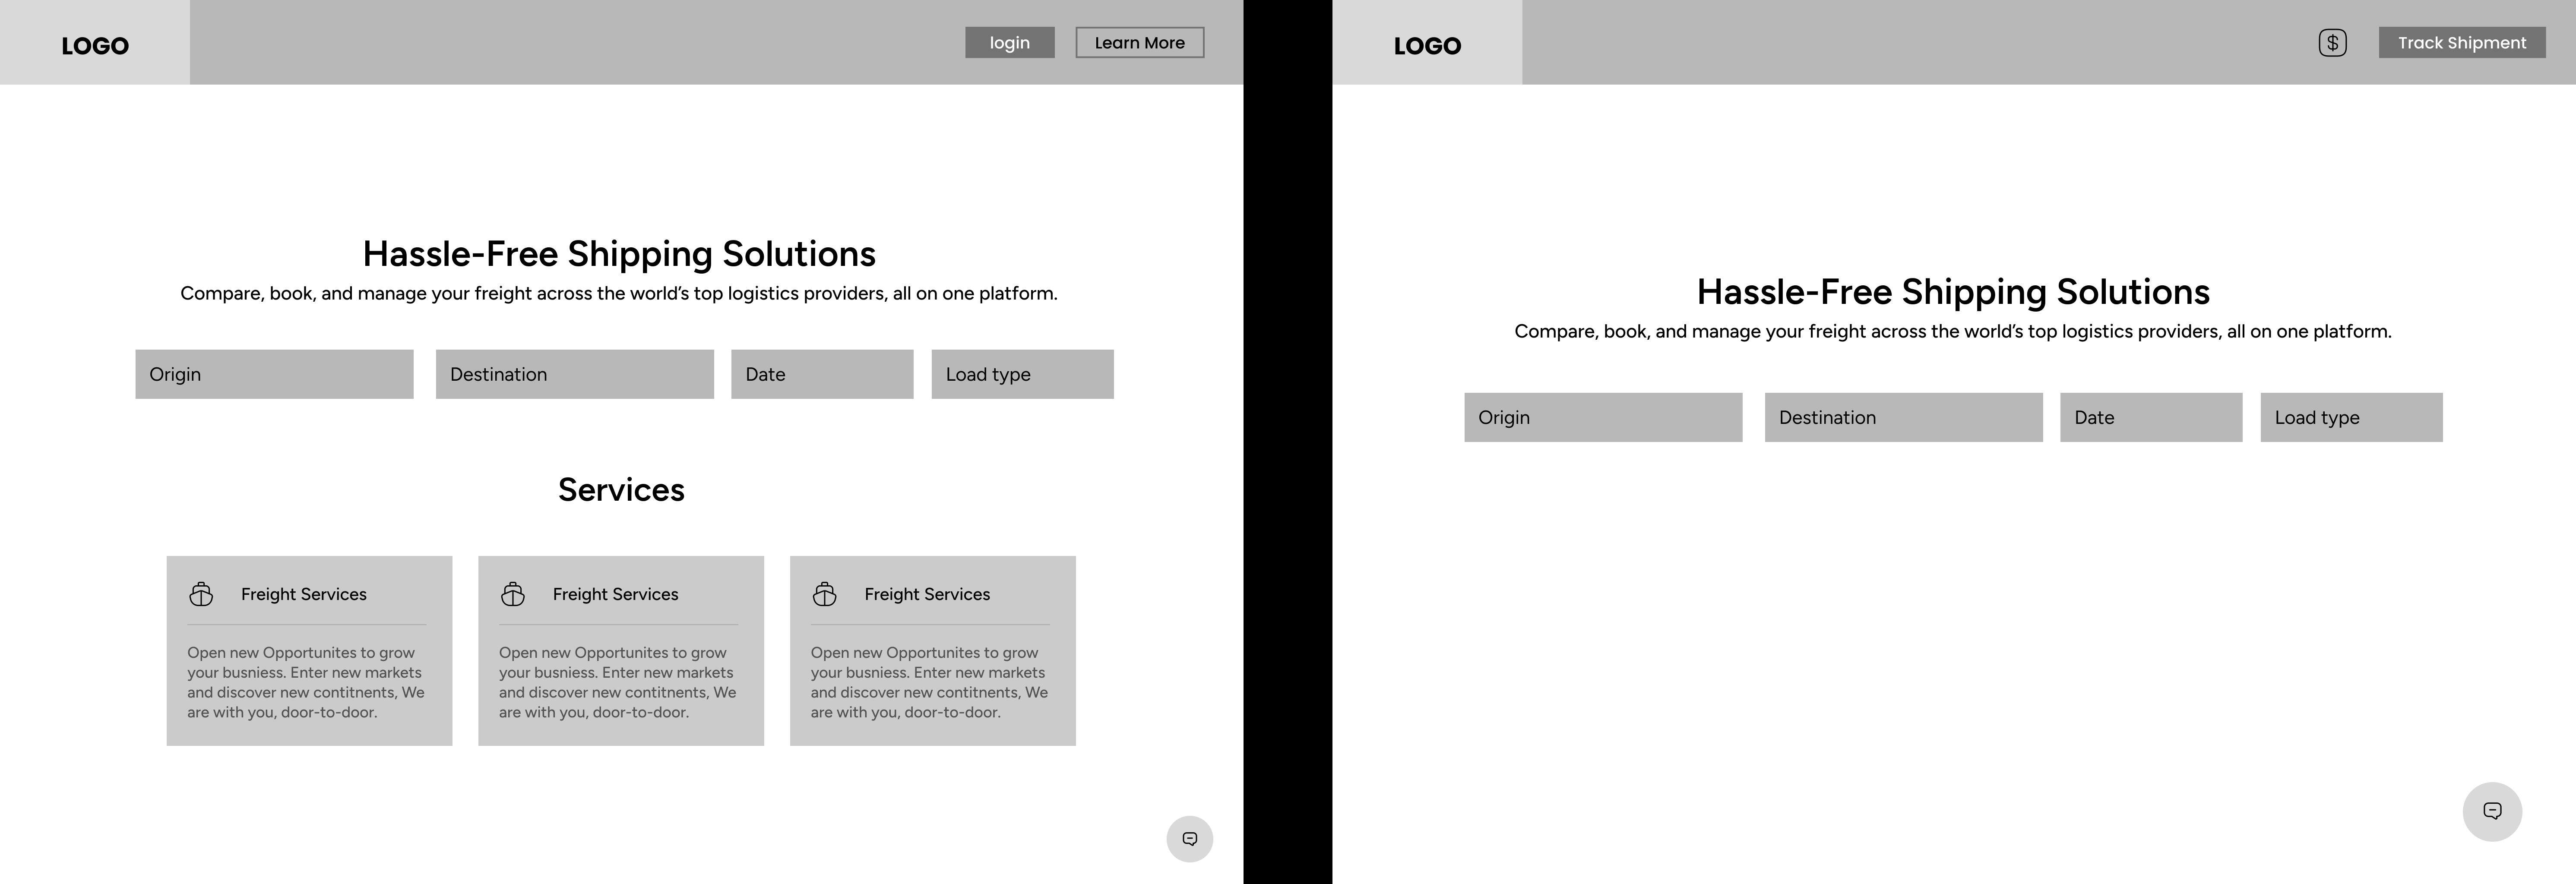 LOGO
login
Learn More
Hassle-Free Shipping Solutions
Compare, book, and manage your freight across the world’s top logistics providers, all on one platform.
Origin
Destination
Date
Load type
Services
Freight Services
Open new Opportunites to grow
your busniess. Enter new markets
and discover new contitnents, We
are with you, door-to-door.
Freight Services
Open new Opportunites to grow
your busniess. Enter new markets
and discover new contitnents, We
are with you, door-to-door.
Freight Services
Open new Opportunites to grow
your busniess. Enter new markets
and discover new contitnents, We
are with you, door-to-door.
LOGO
$
Track Shipment
Hassle-Free Shipping Solutions
Compare, book, and manage your freight across the world’s top logistics providers, all on one platform.
Origin
Destination
Date
Load type